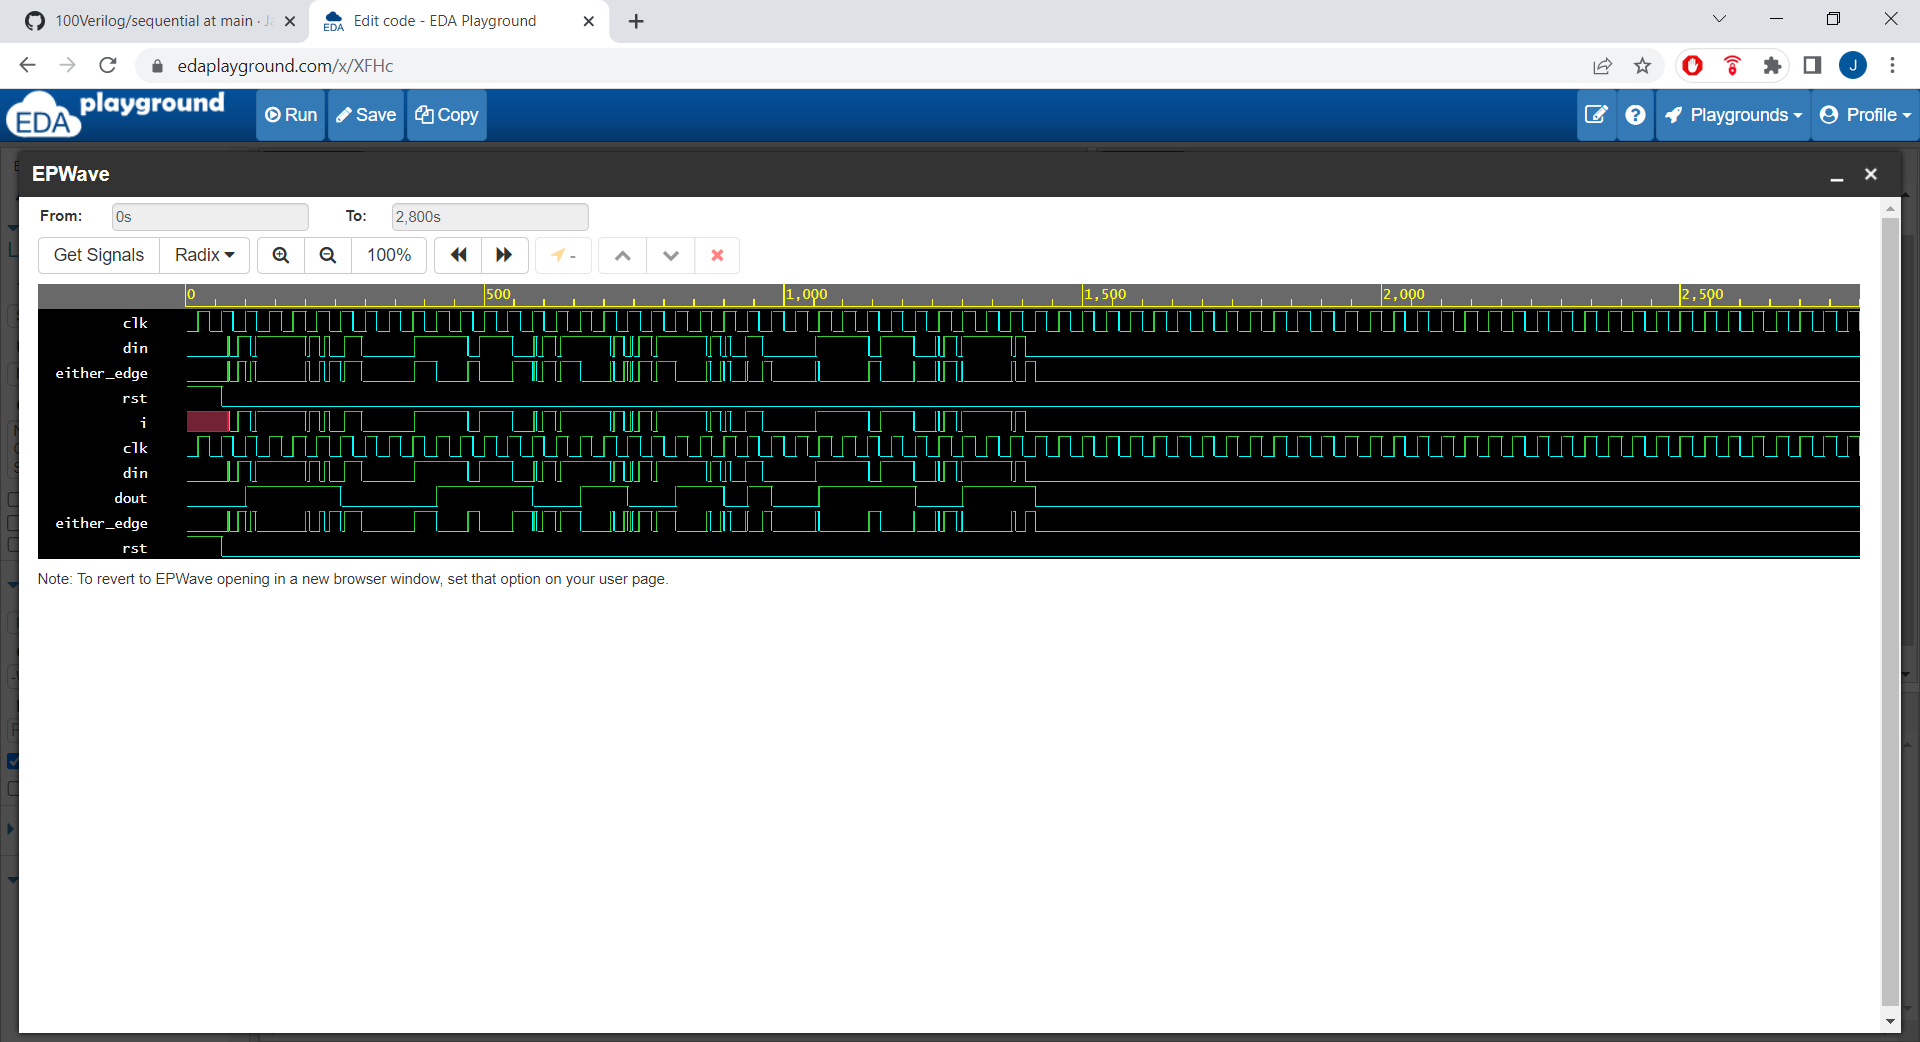 100Verilog/sequential at main · Ja
Edit code - EDA Playground
edaplayground.com/x/XFHc
J
EDA playground
Run
Save
Copy
Playgrounds
Profile
EPWave
From:
0s
To:
2,800s
Get Signals
Radix
100%
-
0
500
1,000
1,500
2,000
2,500
clk
din
either_edge
rst
i
clk
din
dout
either_edge
rst
Note: To revert to EPWave opening in a new browser window, set that option on your user page.